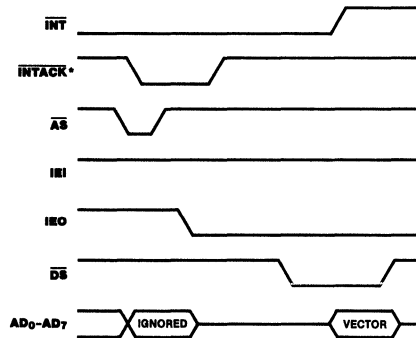 INT
INTACK*
AS
IEI
IEO
DS
AD0-AD7
IGNORED
VECTOR